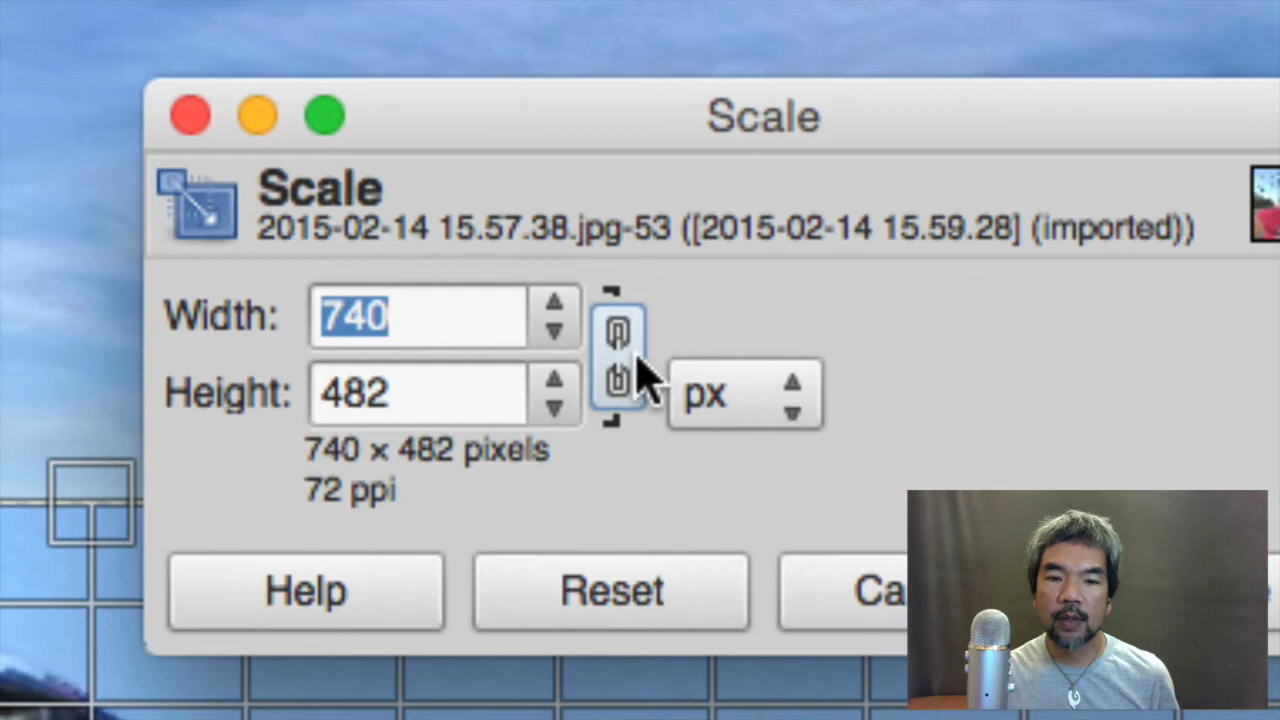 Scale
Scale
2015-02-14 15.57.38.jpg-53 ([2015-02-14 15.59.28] (imported))
Width: 740
Height: 482 px
740 × 482 pixels
72 ppi
Help Reset Ca